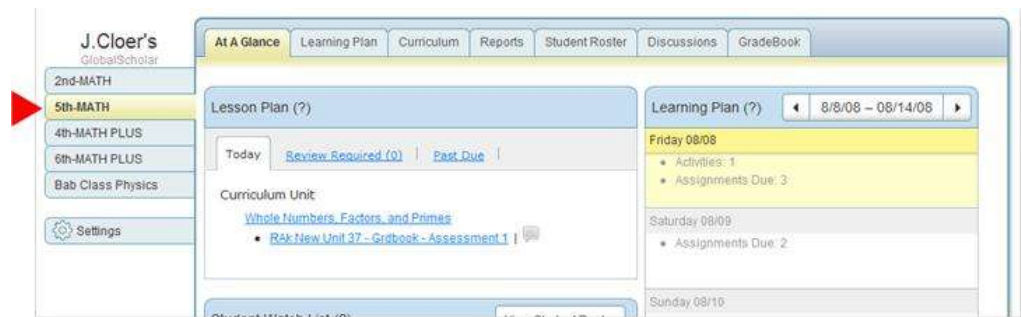 J.Cloer's
GlobalScholar
2nd-MATH
5th-MATH
4th-MATH PLUS
6th-MATH PLUS
Bab Class Physics
Settings
At A Glance Learning Plan Curriculum Reports Student Roster Discussions GradeBook
Lesson Plan (?)
Today Review Required (0) | Past Due |
Curriculum Unit
Whole Numbers, Factors, and Primes
• RAk New Unit 37 - Grdbook - Assessment 1 |
Learning Plan (?) 8/8/08 – 08/14/08
Friday 08/08
• Activities: 1
• Assignments Due: 3
Saturday 08/09
• Assignments Due: 2
Sunday 08/10